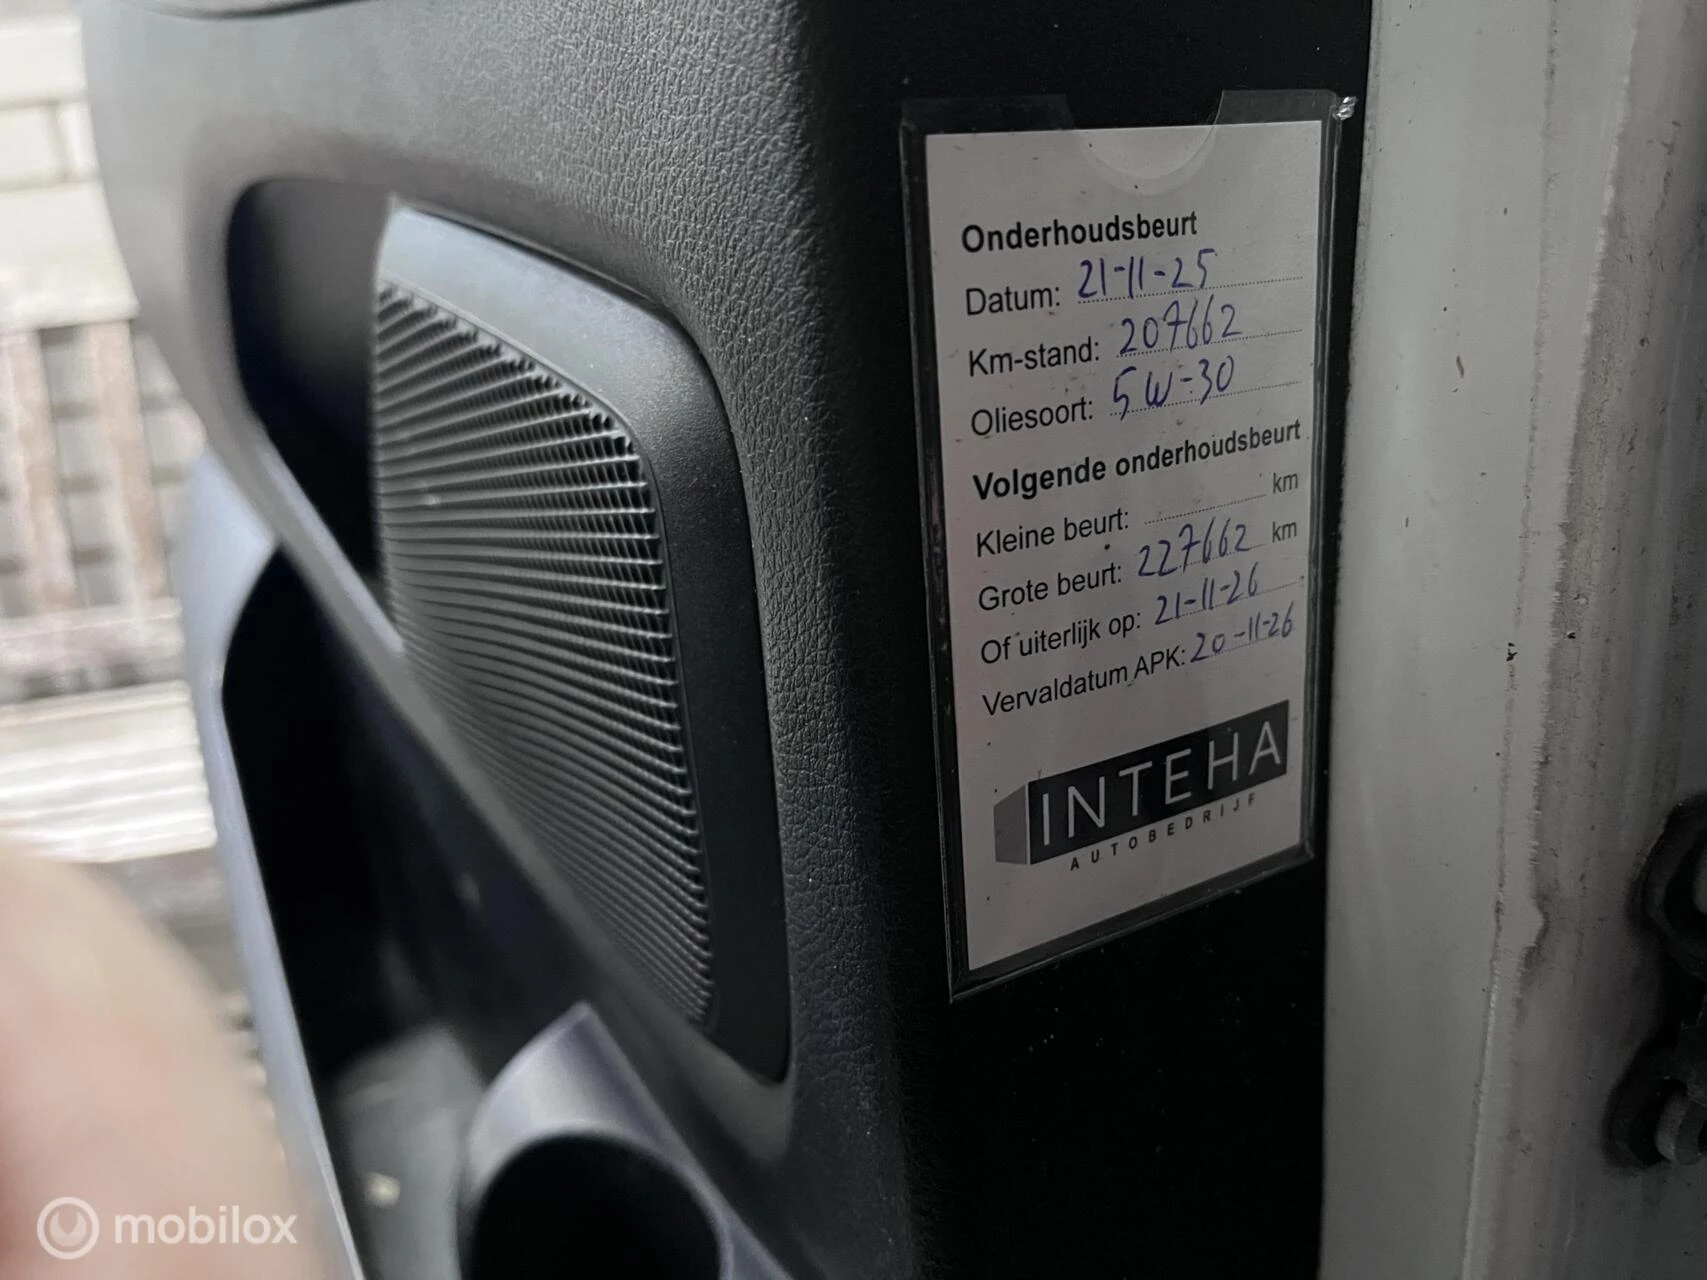 Onderhoudsbeurt
Datum: 21-11-25
Km-stand: 207662
Oliesoort: 5W-30
Volgende onderhoudsbeurt
Kleine beurt: km
Grote beurt: 227662 km
Of uiterlijk op: 21-11-26
Vervaldatum APK: 20-11-26
INTEHA
AUTOBEDRIJF
mobilox